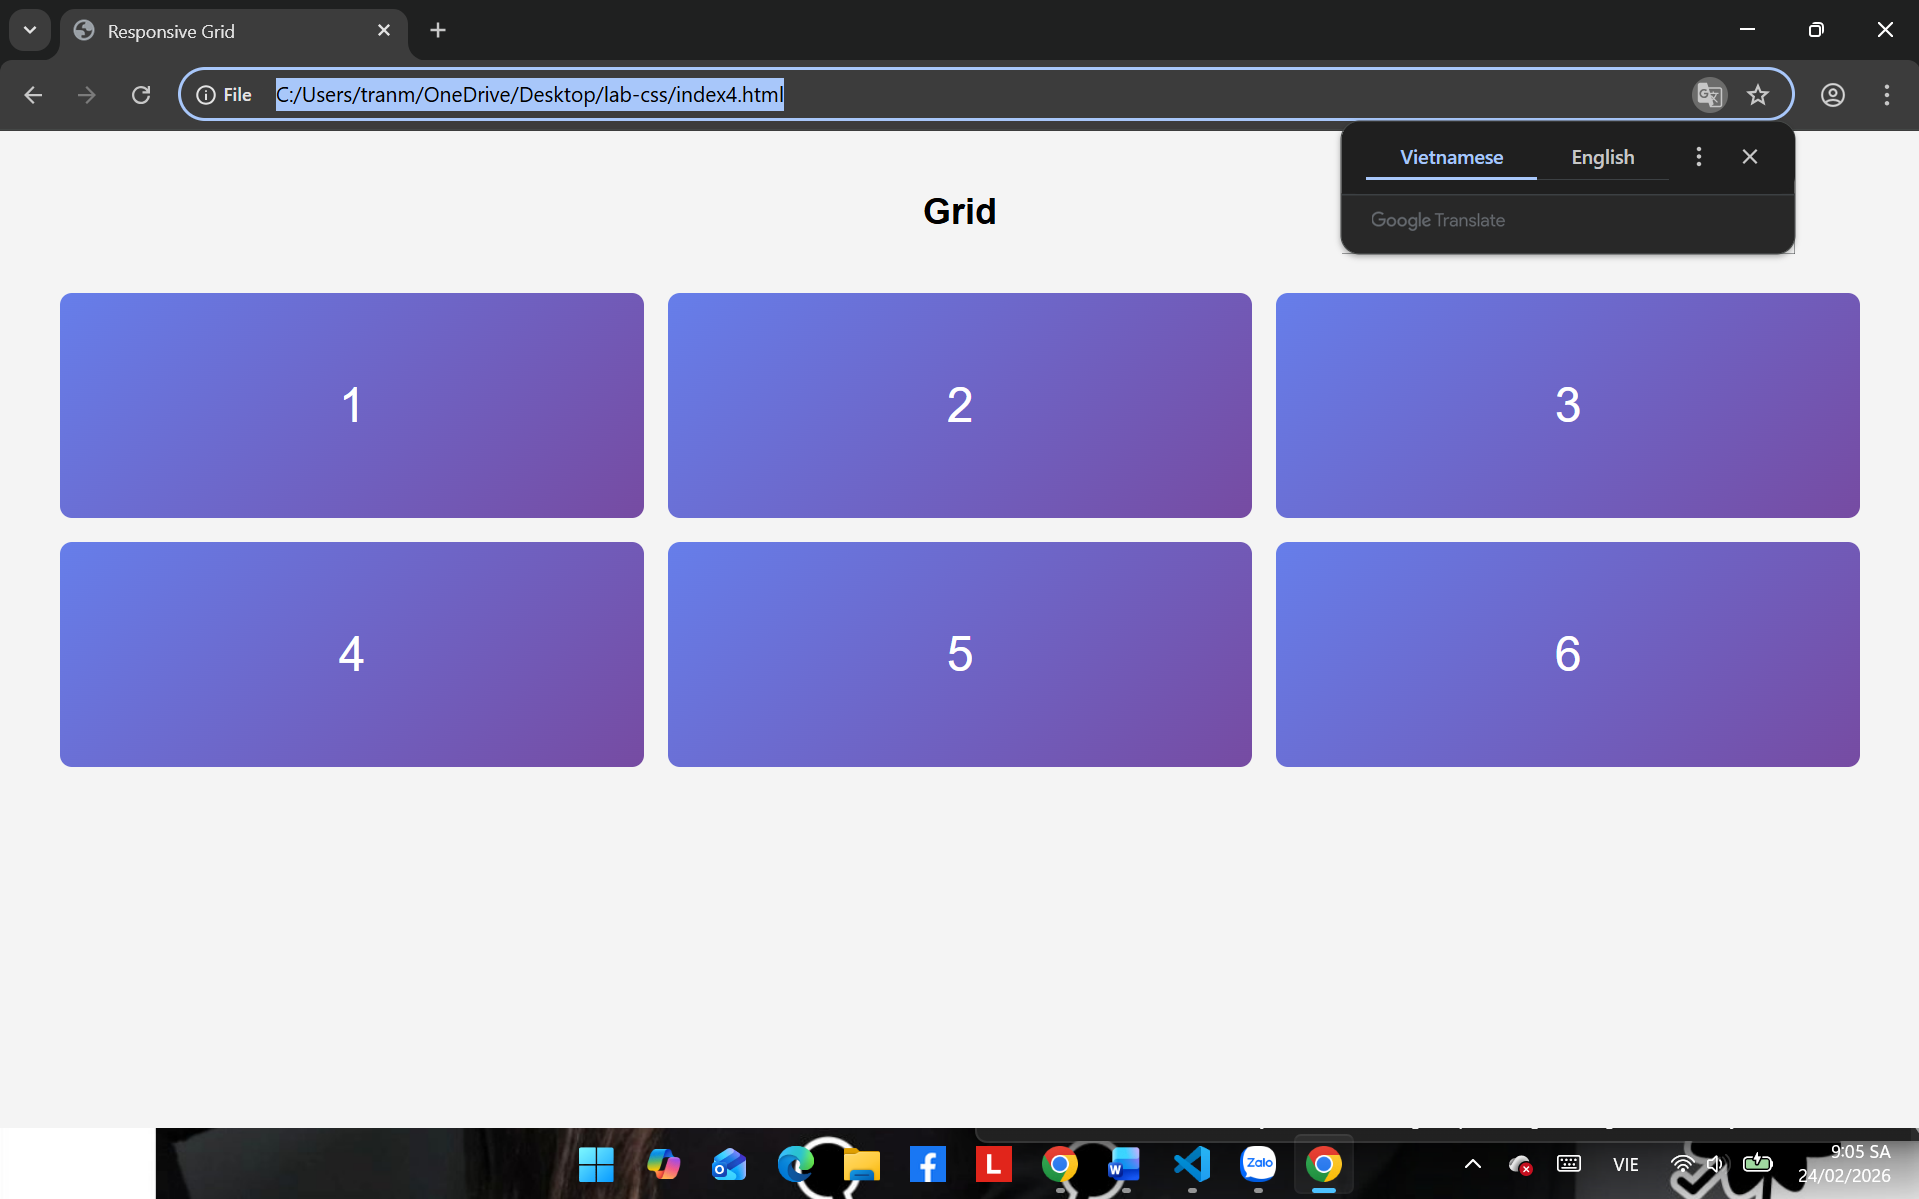 Responsive Grid
File C:/Users/tranm/OneDrive/Desktop/lab-css/index4.html
Vietnamese English
Google Translate
Grid
1 2 3
4 5 6
L
W
Zalo
VIE
9:05 SA
24/02/2026